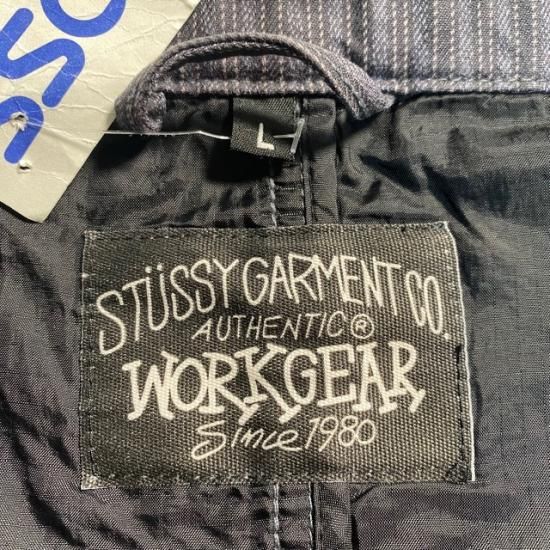 L
STÜSSY GARMENT CO.
AUTHENTIC®
WORKGEAR
Since 1980